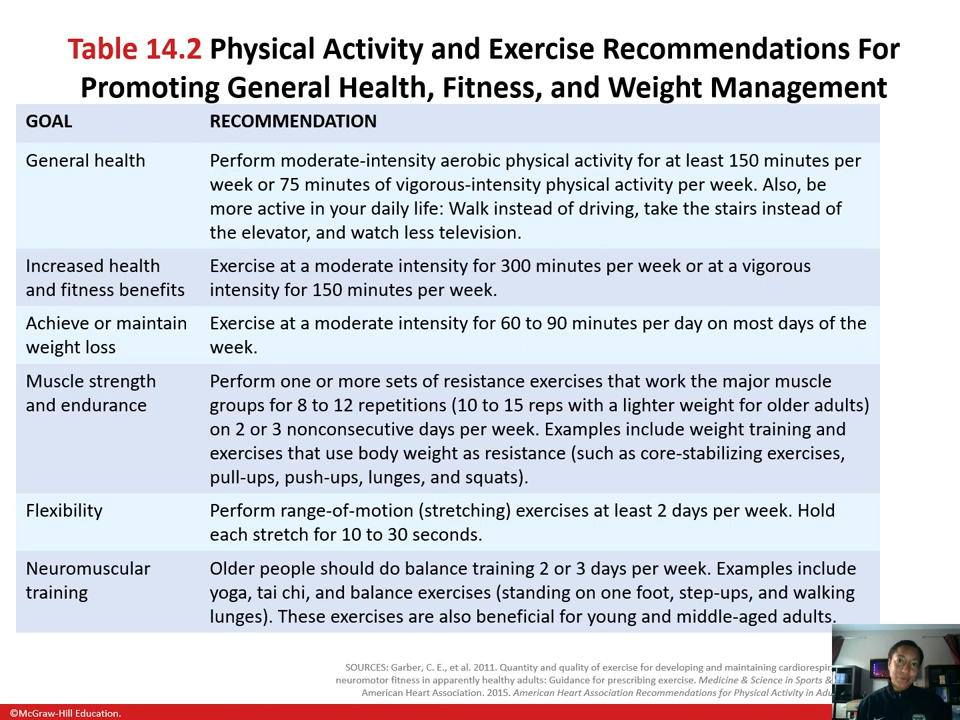 Table 14.2 Physical Activity and Exercise Recommendations For
Promoting General Health, Fitness, and Weight Management
GOAL RECOMMENDATION
General health Perform moderate-intensity aerobic physical activity for at least 150 minutes per
week or 75 minutes of vigorous-intensity physical activity per week. Also, be
more active in your daily life: Walk instead of driving, take the stairs instead of
the elevator, and watch less television.
Increased health Exercise at a moderate intensity for 300 minutes per week or at a vigorous
and fitness benefits intensity for 150 minutes per week.
Achieve or maintain Exercise at a moderate intensity for 60 to 90 minutes per day on most days of the
weight loss week.
Muscle strength Perform one or more sets of resistance exercises that work the major muscle
and endurance groups for 8 to 12 repetitions (10 to 15 reps with a lighter weight for older adults)
on 2 or 3 nonconsecutive days per week. Examples include weight training and
exercises that use body weight as resistance (such as core-stabilizing exercises,
pull-ups, push-ups, lunges, and squats).
Flexibility Perform range-of-motion (stretching) exercises at least 2 days per week. Hold
each stretch for 10 to 30 seconds.
Neuromuscular Older people should do balance training 2 or 3 days per week. Examples include
training yoga, tai chi, and balance exercises (standing on one foot, step-ups, and walking
lunges). These exercises are also beneficial for young and middle-aged adults.
SOURCES: Garber, C. E., et al. 2011. Quantity and quality of exercise for developing and maintaining
neuromotor fitness in apparently healthy adults: Guidance for prescribing exercise. Medicine & Science in Sports &
American Heart Association. 2015. American Heart Association Recommendations for Physical Activity in
©McGraw-Hill Education.